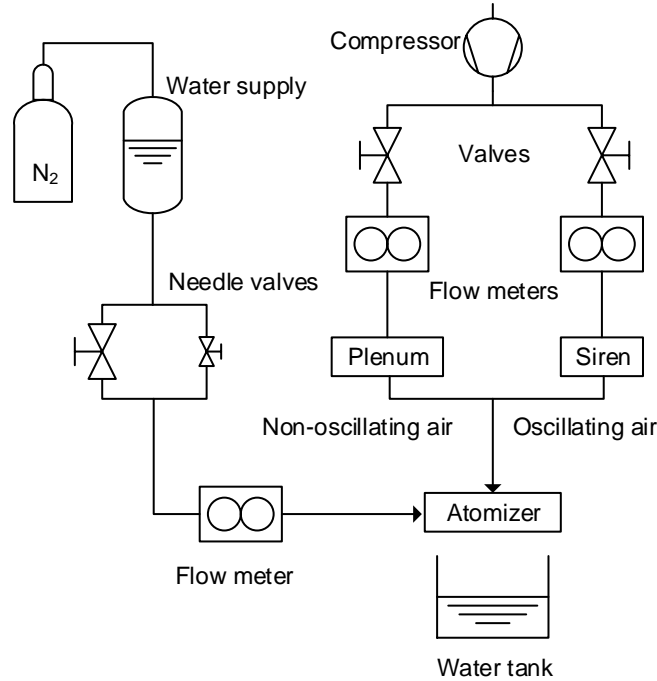 Compressor
Water supply
N₂
Valves
Needle valves
Flow meters
Plenum
Siren
Non-oscillating air
Oscillating air
Atomizer
Flow meter
Water tank